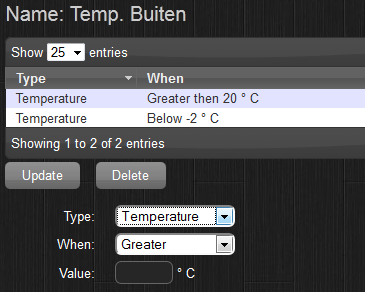 Name: Temp. Buiten
Show 25 entries
Type When
Temperature Greater then 20 ° C
Temperature Below -2 ° C
Showing 1 to 2 of 2 entries
Update Delete
Type: Temperature
When: Greater
Value: ° C